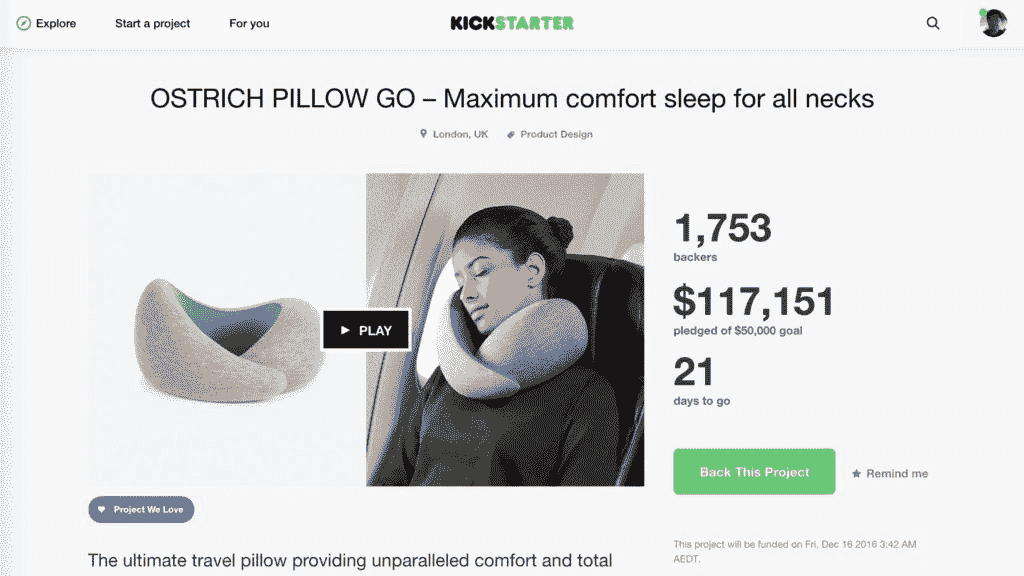 Explore
Start a project
For you
KICKSTARTER
OSTRICH PILLOW GO – Maximum comfort sleep for all necks
London, UK
Product Design
PLAY
1,753
backers
$117,151
pledged of $50,000 goal
21
days to go
Back This Project
Remind me
Project We Love
This project will be funded on Fri, Dec 16 2016 3:42 AM
AEDT.
The ultimate travel pillow providing unparalleled comfort and total